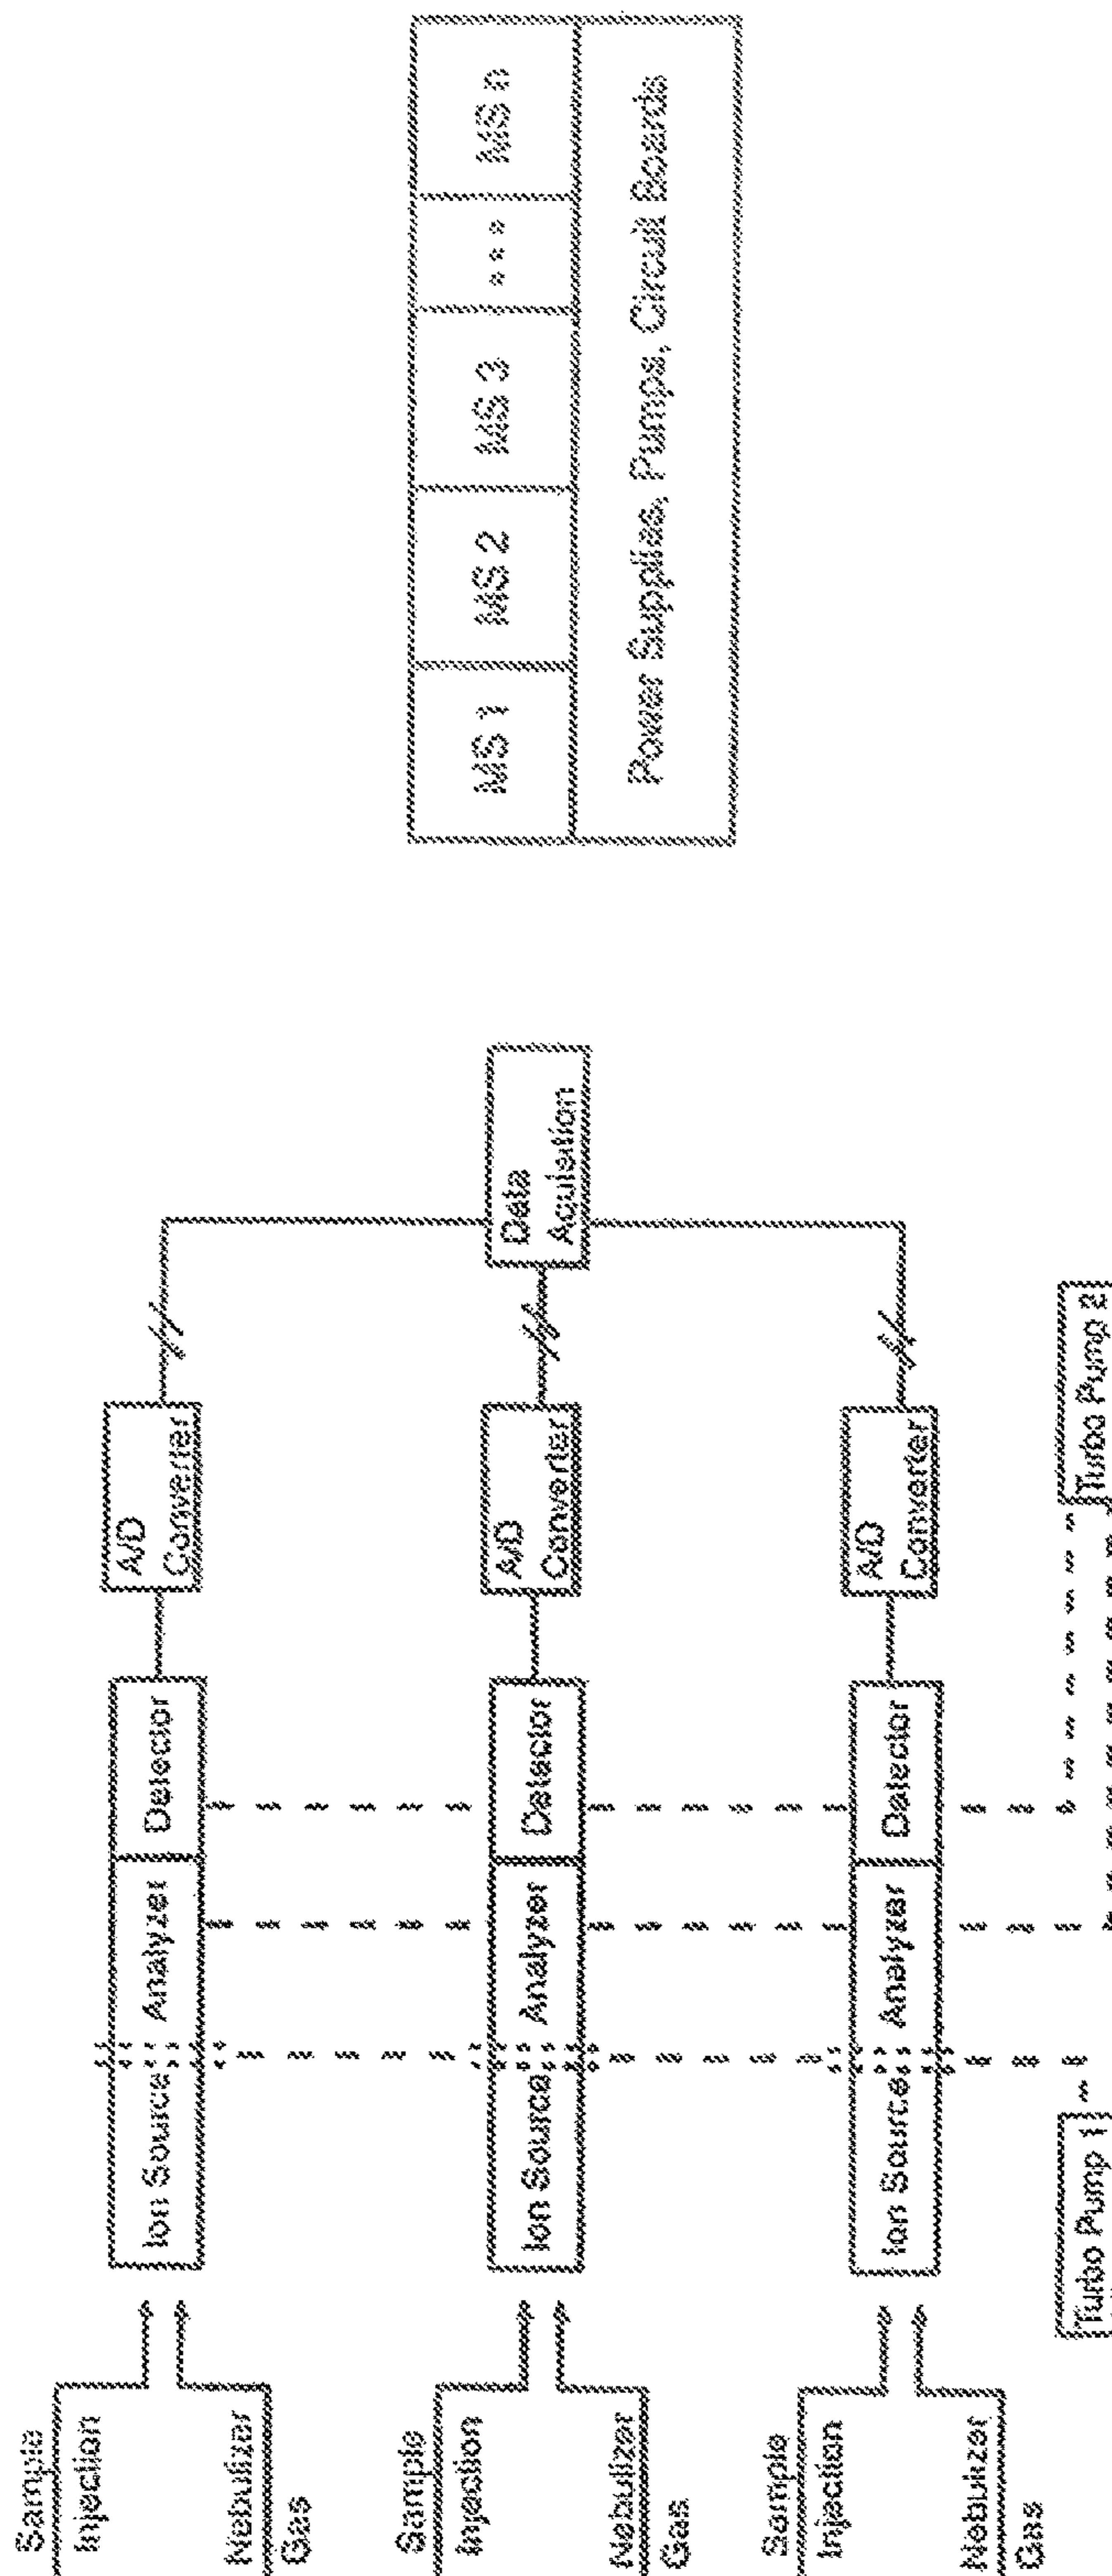 Sample
Injection
Nebulizer
Gas
Ion Source
Analyzer
Detector
A/D
Converter
Sample
Injection
Nebulizer
Gas
Ion Source
Analyzer
Detector
A/D
Converter
Data
Aquisition
Sample
Injection
Nebulizer
Gas
Ion Source
Analyzer
Detector
A/D
Converter
Turbo Pump 1
Turbo Pump 2
MS 1
MS 2
MS 3
MS n
Power Supplies, Pumps, Circuit Boards